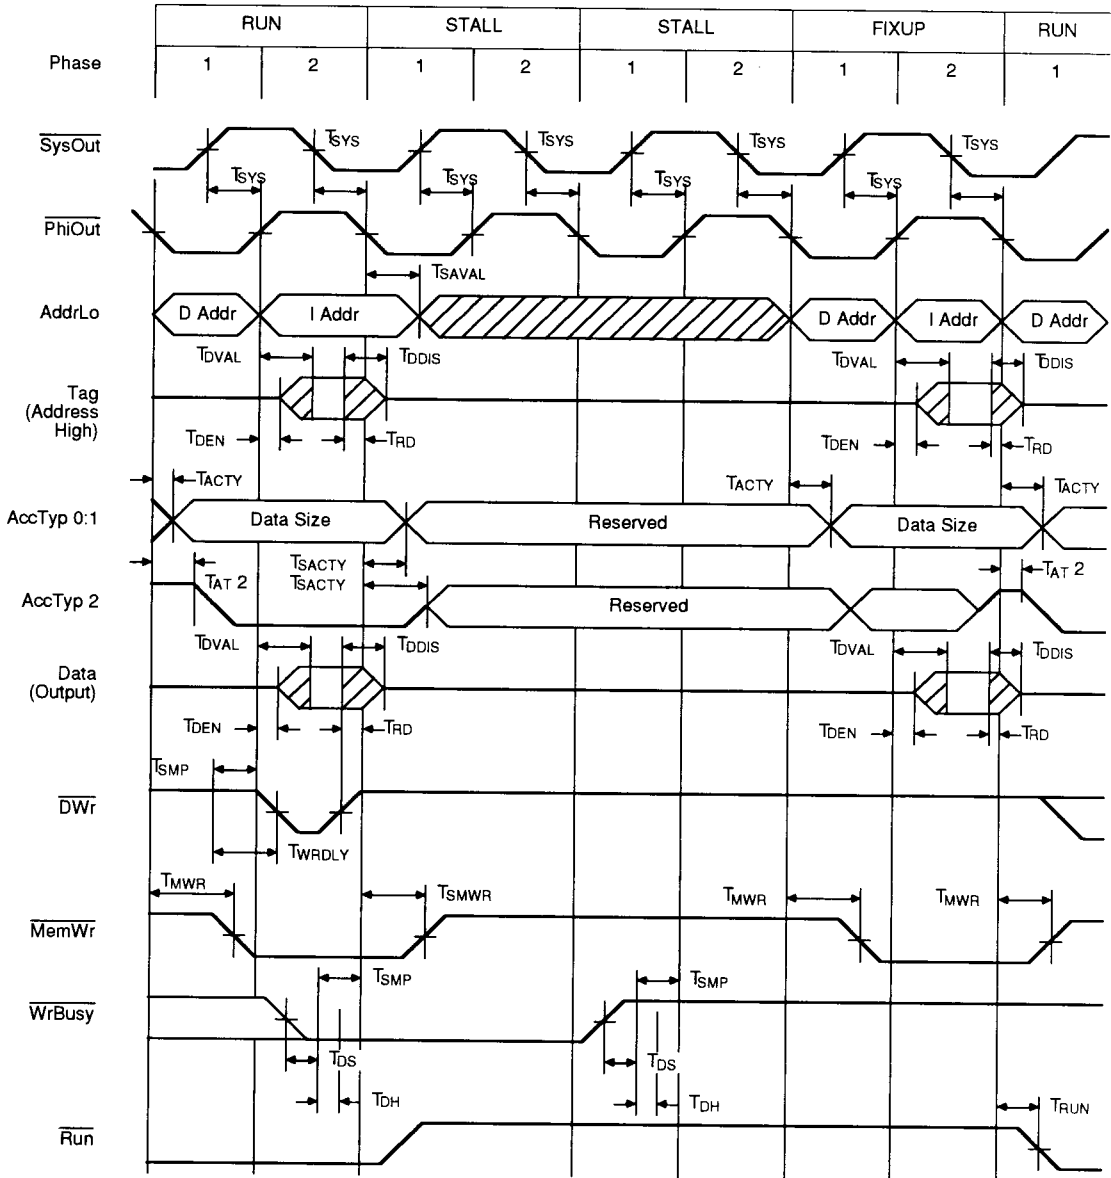 RUN STALL STALL FIXUP RUN
Phase 1 2 1 2 1 2 1 2 1
SysOut TSYS TSYS TSYS TSYS
TSYS TSYS TSYS TSYS
PhiOut
TSAVAL
AddrLo D Addr I Addr D Addr I Addr D Addr
TDVAL TDDIS TDVAL TDDIS
Tag
(Address
High)
TDEN TRD TDEN TRD
TACTY TACTY TACTY
AccTyp 0:1 Data Size Reserved Data Size
TSACTY
TSACTY
TAT 2 TAT 2
AccTyp 2 Reserved
TDVAL TDDIS TDVAL TDDIS
Data
(Output)
TDEN TRD TDEN TRD
TSMP
DWr
TWRDLY
TMWR TSMWR TMWR TMWR
MemWr
TSMP TSMP
WrBusy
TDS TDS
TDH TDH
TRUN
Run